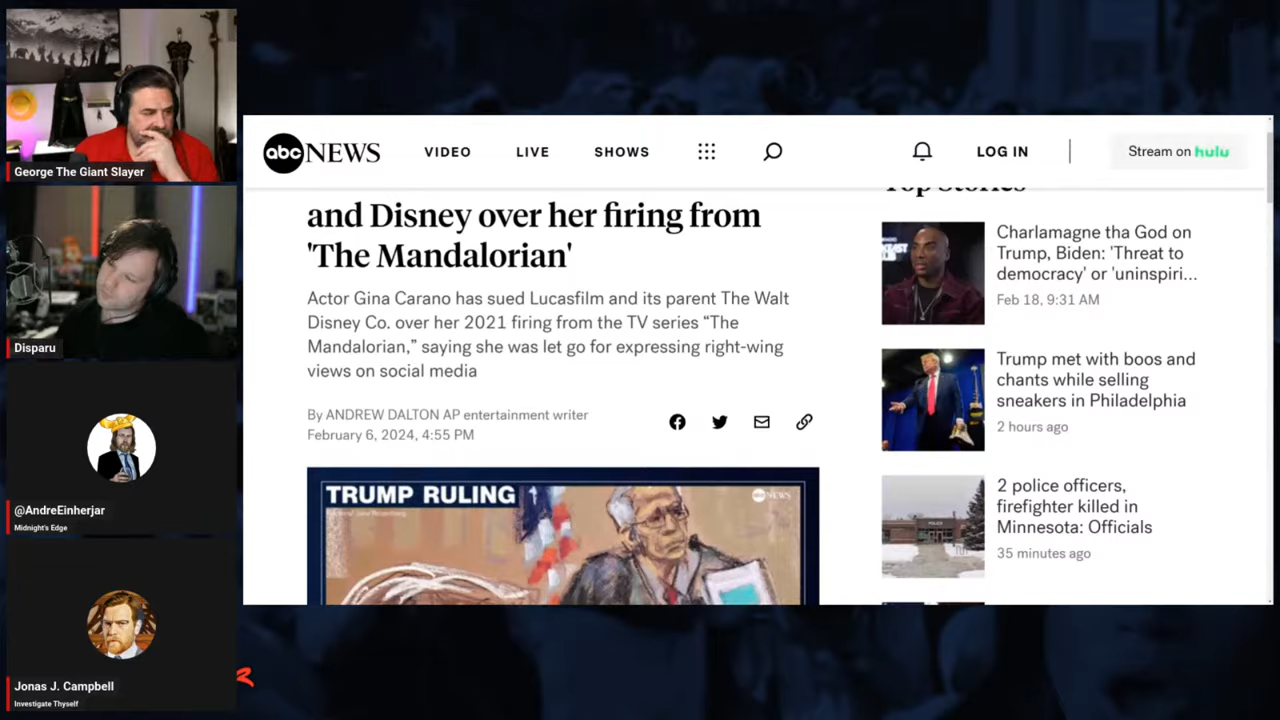 George The Giant Slayer
Disparu
@AndreEinherjar
Midnight's Edge
Jonas J. Campbell
Investigate Thyself
abc NEWS
VIDEO
LIVE
SHOWS
LOG IN
Stream on hulu
and Disney over her firing from
'The Mandalorian'
Actor Gina Carano has sued Lucasfilm and its parent The Walt
Disney Co. over her 2021 firing from the TV series “The
Mandalorian,” saying she was let go for expressing right-wing
views on social media
By ANDREW DALTON AP entertainment writer
February 6, 2024, 4:55 PM
TRUMP RULING
abc NEWS
Top Stories
Charlamagne tha God on
Trump, Biden: 'Threat to
democracy' or 'uninspiri...
Feb 18, 9:31 AM
Trump met with boos and
chants while selling
sneakers in Philadelphia
2 hours ago
2 police officers,
firefighter killed in
Minnesota: Officials
35 minutes ago